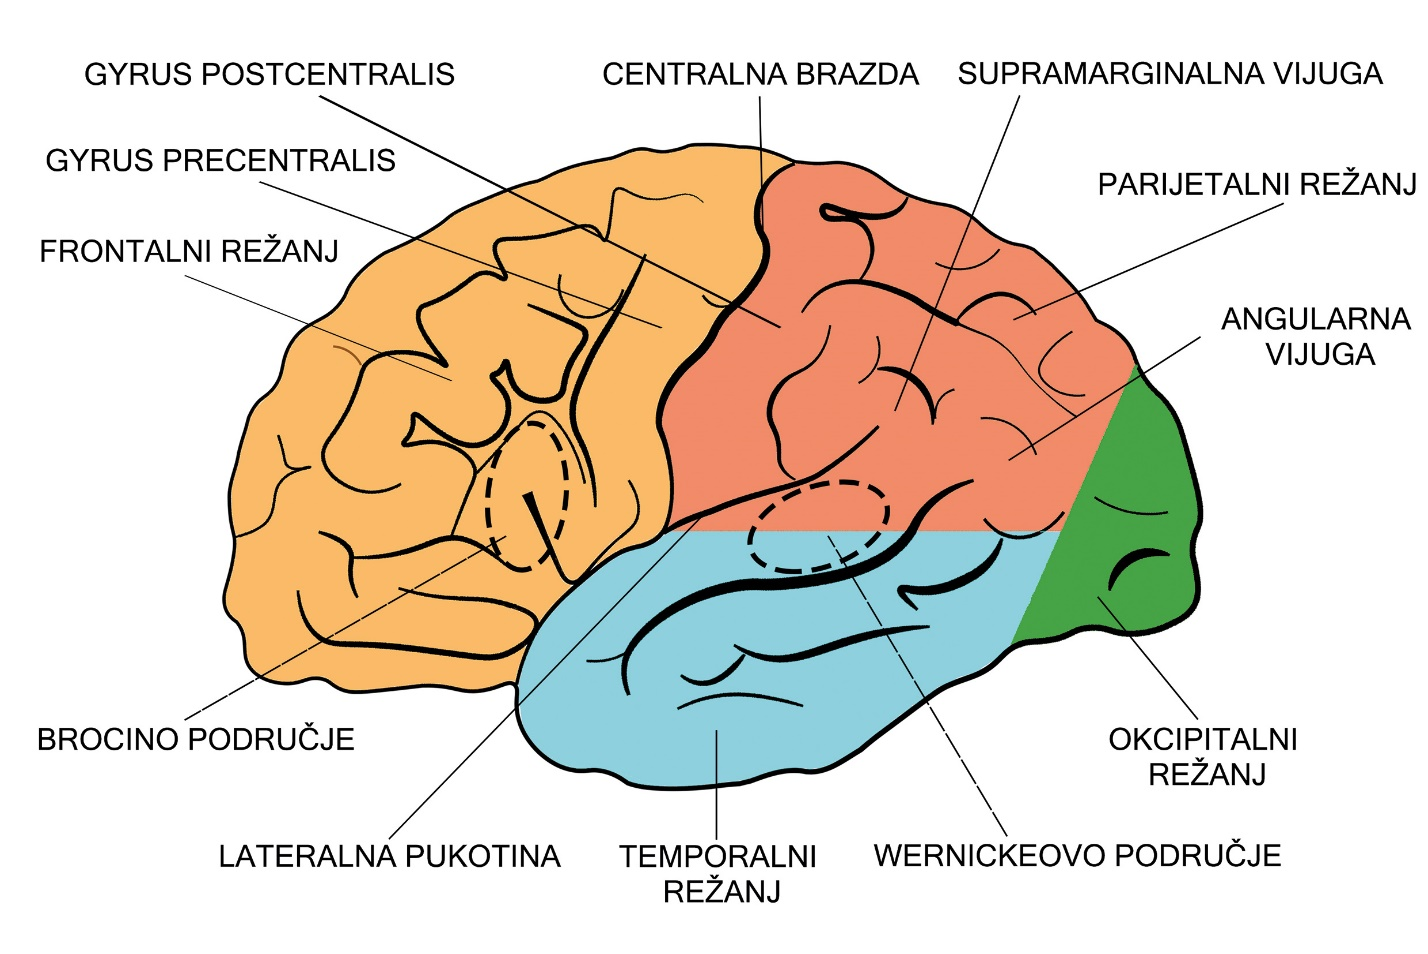 GYRUS POSTCENTRALIS
CENTRALNA BRAZDA
SUPRAMARGINALNA VIJUGA
GYRUS PRECENTRALIS
PARIJETALNI REŽANJ
FRONTALNI REŽANJ
ANGULARNA
VIJUGA
BROCINO PODRUČJE
OKCIPITALNI
REŽANJ
LATERALNA PUKOTINA
TEMPORALNI
REŽANJ
WERNICKEOVO PODRUČJE